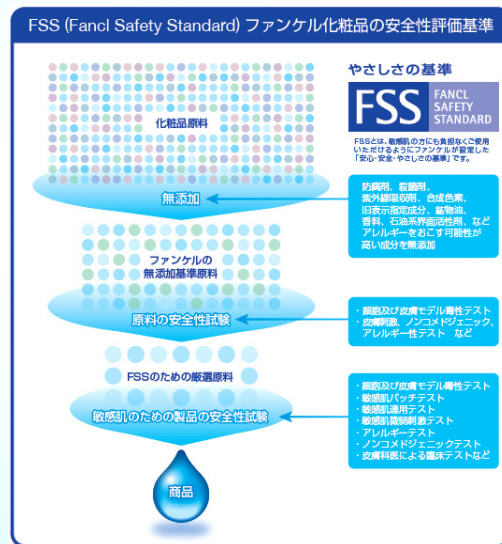 FSS (Fancl Safety Standard) ファンケル化粧品の安全性評価基準
やさしさの基準
FSS
FANCL
SAFETY
STANDARD
FSSとは、敏感肌の方にも負担なくご使用
いただけるようにファンケルが設定した
「安心・安全・やさしさの基準」です。
化粧品原料
無添加
防腐剤、殺菌剤、
紫外線吸収剤、合成色素、
旧表示指定成分、鉱物油、
香料、石油系界面活性剤、など
アレルギーをおこす可能性が
高い成分を無添加
ファンケルの
無添加基準原料
原料の安全性試験
・細胞及び皮膚モデル毒性テスト
・皮膚刺激、ノンコメドジェニック、
アレルギー性テスト など
FSSのための厳選原料
敏感肌のための製品の安全性試験
・細胞及び皮膚モデル毒性テスト
・敏感肌パッチテスト
・敏感肌連用テスト
・敏感肌微弱刺激テスト
・アレルギーテスト
・ノンコメドジェニックテスト
・皮膚科医による臨床テストなど
商品